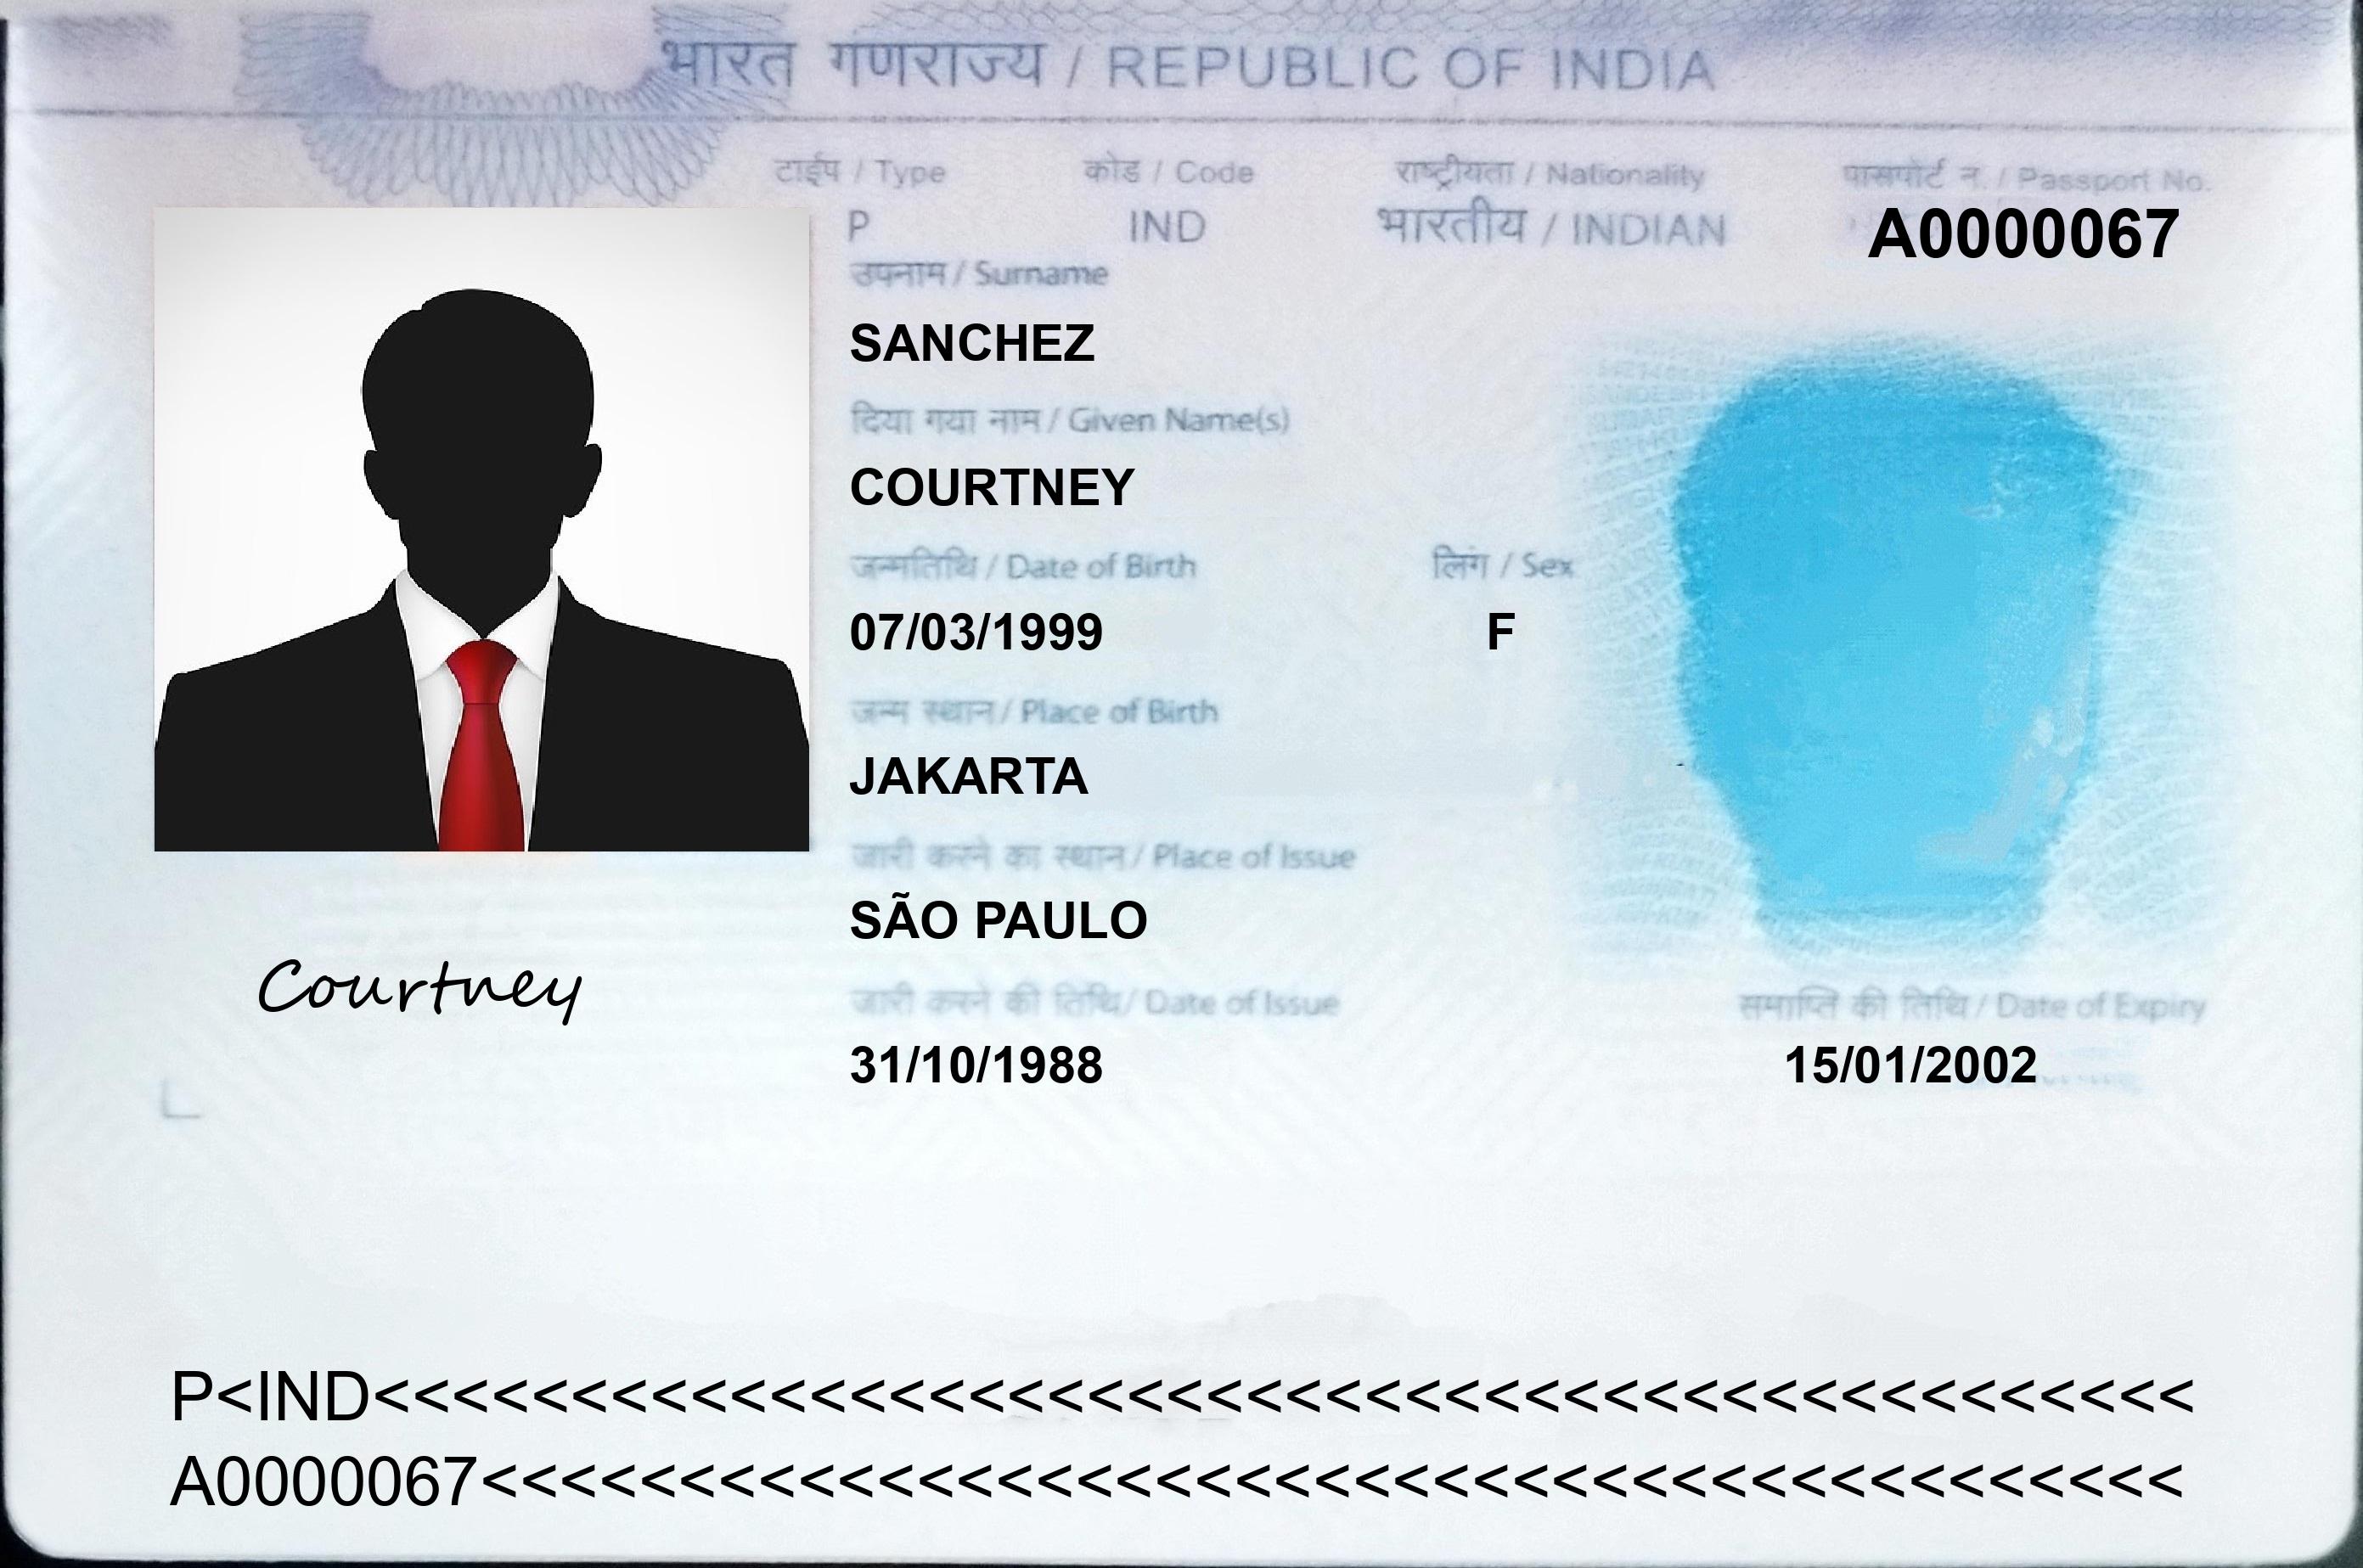 भारत गणराज्य / REPUBLIC OF INDIA
टाईप / Type कोड / Code राष्ट्रीयता / Nationality पासपोर्ट न. / Passport No.
P IND भारतीय / INDIAN A0000067
उपनाम / Surname
SANCHEZ
दिया गया नाम / Given Name(s)
COURTNEY
जन्मतिथि / Date of Birth लिंग / Sex
07/03/1999 F
जन्म स्थान / Place of Birth
JAKARTA
जारी करने का स्थान / Place of Issue
SÃO PAULO
Courtney
जारी करने की तिथि / Date of Issue समाप्ति की तिथि / Date of Expiry
31/10/1988 15/01/2002
P<IND<<<<<<<<<<<<<<<<<<<<<<<<<<<<<<<<<<<<<<<<<<<<<<
A0000067<<<<<<<<<<<<<<<<<<<<<<<<<<<<<<<<<<<<<<<<<<<